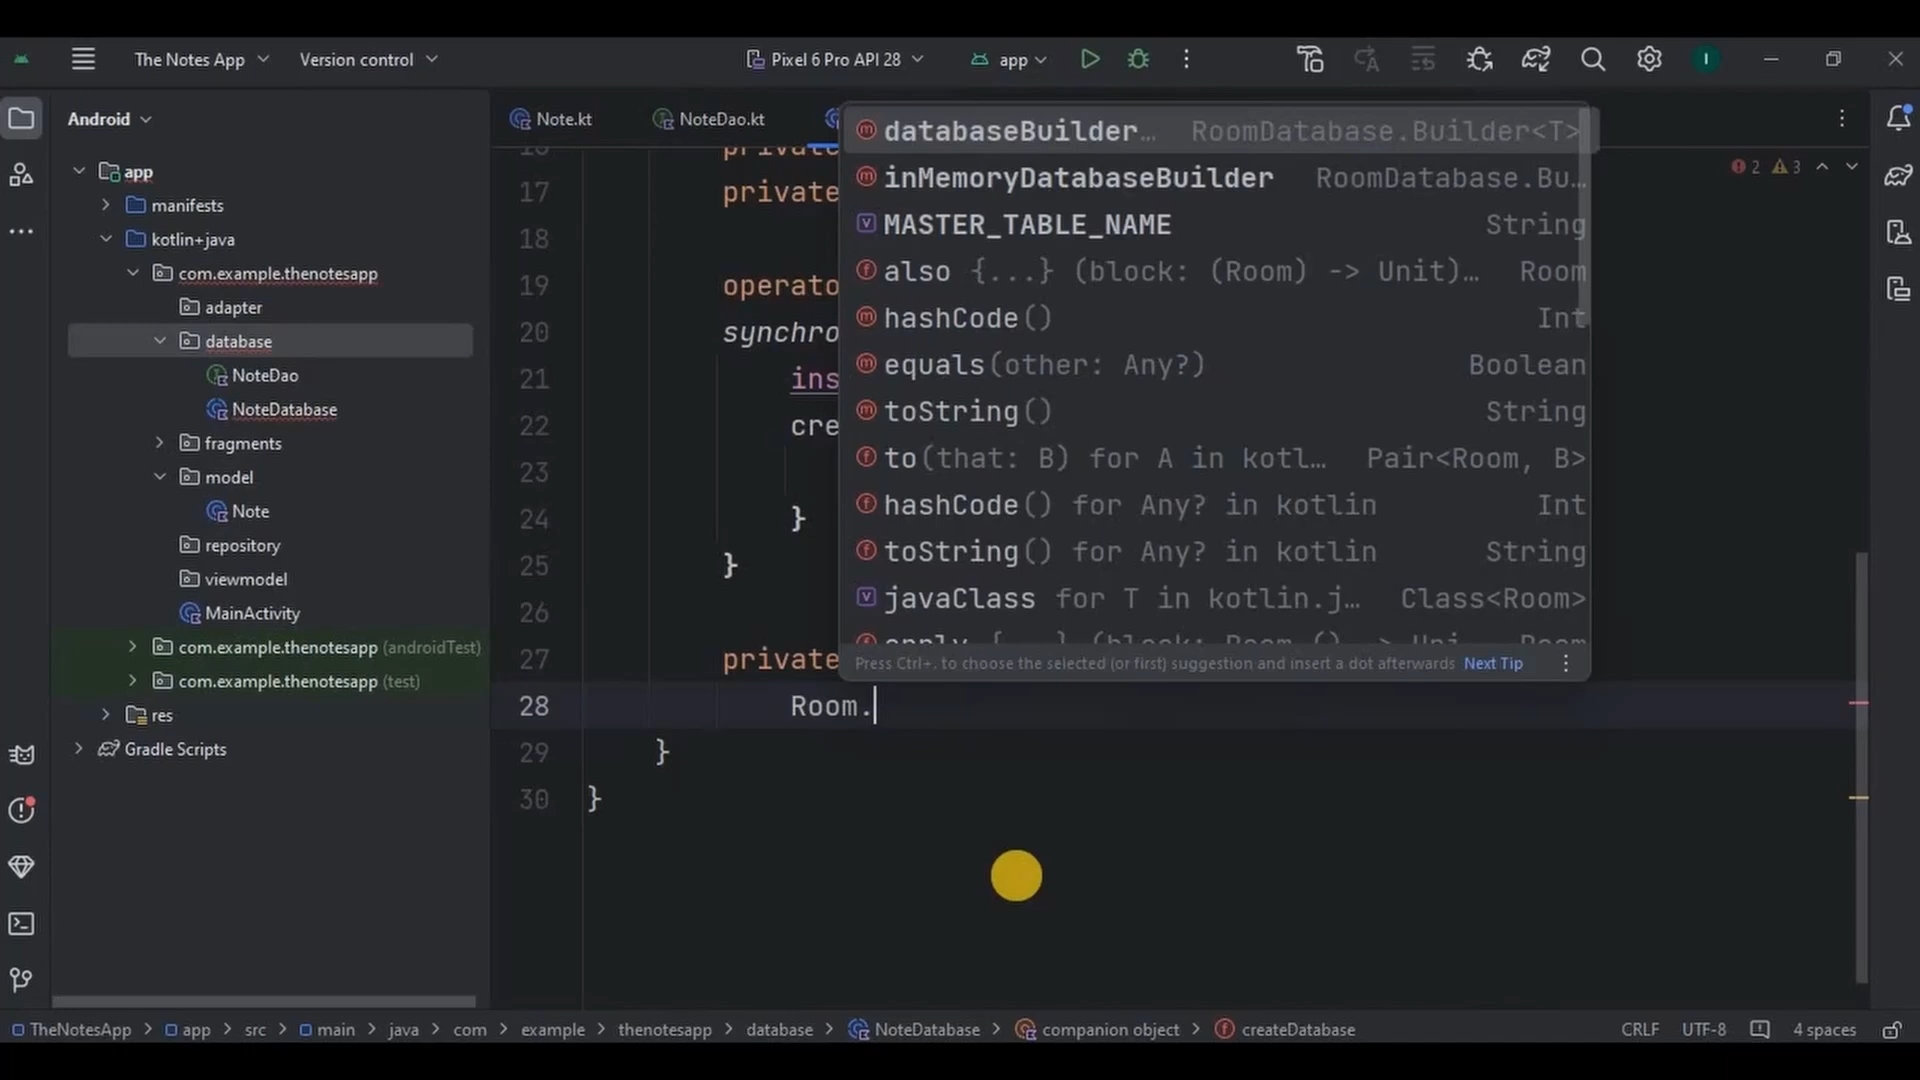 The Notes App
Version control
Pixel 6 Pro API 28
app
I
Android
app
manifests
kotlin+java
com.example.thenotesapp
adapter
database
NoteDao
NoteDatabase
fragments
model
Note
repository
viewmodel
MainActivity
com.example.thenotesapp (androidTest)
com.example.thenotesapp (test)
res
Gradle Scripts
Note.kt
NoteDao.kt
2
3
17 private
18
19 operato
20 synchro
21 ins
22 cre
23
24 }
25 }
26
27 private
28 Room.
29 }
30 }
databaseBuilder… RoomDatabase.Builder<T>
inMemoryDatabaseBuilder RoomDatabase.Bu…
MASTER_TABLE_NAME String
also {...} (block: (Room) -> Unit)… Room
hashCode() Int
equals(other: Any?) Boolean
toString() String
to(that: B) for A in kotl… Pair<Room, B>
hashCode() for Any? in kotlin Int
toString() for Any? in kotlin String
javaClass for T in kotlin.j… Class<Room>
Press Ctrl+. to choose the selected (or first) suggestion and insert a dot afterwards Next Tip
TheNotesApp > app > src > main > java > com > example > thenotesapp > database > NoteDatabase > companion object > createDatabase
CRLF UTF-8 4 spaces